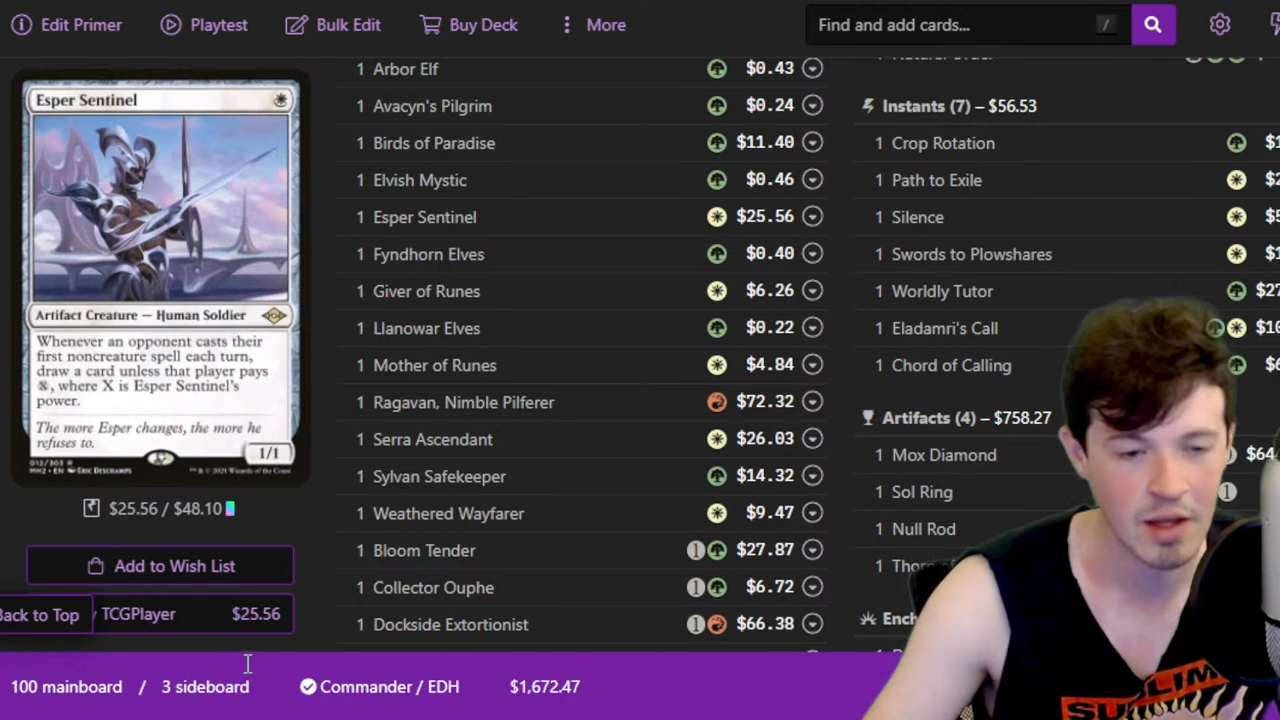 Edit Primer
Playtest
Bulk Edit
Buy Deck
More
Find and add cards...
/
Esper Sentinel
Artifact Creature — Human Soldier
Whenever an opponent casts their
first noncreature spell each turn,
draw a card unless that player pays
X, where X is Esper Sentinel's
power.
The more Esper changes, the more he
refuses to.
1/1
$25.56 / $48.10
Add to Wish List
Back to Top
TCGPlayer $25.56
1 Arbor Elf $0.43
1 Avacyn's Pilgrim $0.24
1 Birds of Paradise $11.40
1 Elvish Mystic $0.46
1 Esper Sentinel $25.56
1 Fyndhorn Elves $0.40
1 Giver of Runes $6.26
1 Llanowar Elves $0.22
1 Mother of Runes $4.84
1 Ragavan, Nimble Pilferer $72.32
1 Serra Ascendant $26.03
1 Sylvan Safekeeper $14.32
1 Weathered Wayfarer $9.47
1 Bloom Tender 1 $27.87
1 Collector Ouphe 1 $6.72
1 Dockside Extortionist 1 $66.38
Instants (7) – $56.53
1 Crop Rotation
1 Path to Exile
1 Silence
1 Swords to Plowshares
1 Worldly Tutor
1 Eladamri's Call
1 Chord of Calling
Artifacts (4) – $758.27
1 Mox Diamond
1 Sol Ring 1
1 Null Rod
1
100 mainboard / 3 sideboard
Commander / EDH
$1,672.47